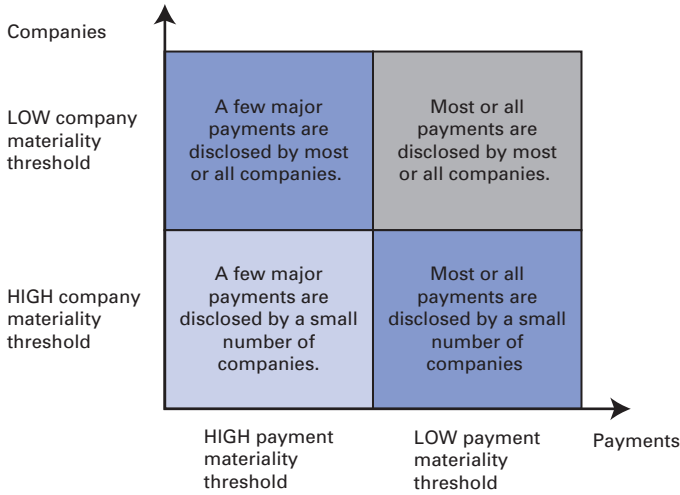 Companies
LOW company
materiality
threshold
A few major
payments are
disclosed by most
or all companies.
Most or all
payments are
disclosed by most
or all companies.
HIGH company
materiality
threshold
A few major
payments are
disclosed by a small
number of
companies.
Most or all
payments are
disclosed by a small
number of
companies
HIGH payment
materiality
threshold
LOW payment
materiality
threshold
Payments